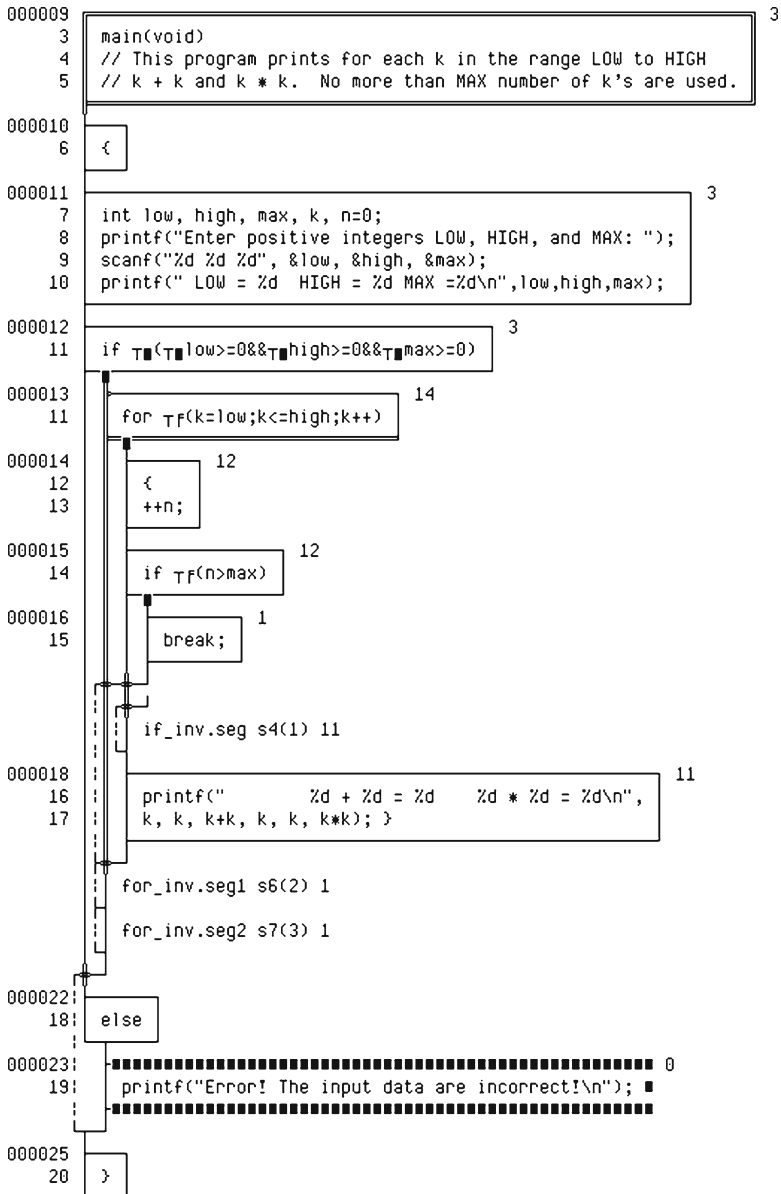 000009 3
3 main(void)
4 // This program prints for each k in the range LOW to HIGH
5 // k + k and k * k.  No more than MAX number of k's are used.
000010
6 {
000011 3
7 int low, high, max, k, n=0;
8 printf("Enter positive integers LOW, HIGH, and MAX: ");
9 scanf("%d %d %d", &low, &high, &max);
10 printf(" LOW = %d  HIGH = %d MAX =%d\n",low,high,max);
000012 3
11 if T■(T■low>=0&&T■high>=0&&T■max>=0)
000013 14
11 for TF(k=low;k<=high;k++)
000014 12
12 {
13 ++n;
000015 12
14 if TF(n>max)
000016 1
15 break;
if_inv.seg s4(1) 11
000018 11
16 printf("        %d + %d = %d    %d * %d = %d\n",
17 k, k, k+k, k, k, k*k); }
for_inv.seg1 s6(2) 1
for_inv.seg2 s7(3) 1
000022
18 else
000023 0
19 printf("Error! The input data are incorrect!\n");
000025
20 }